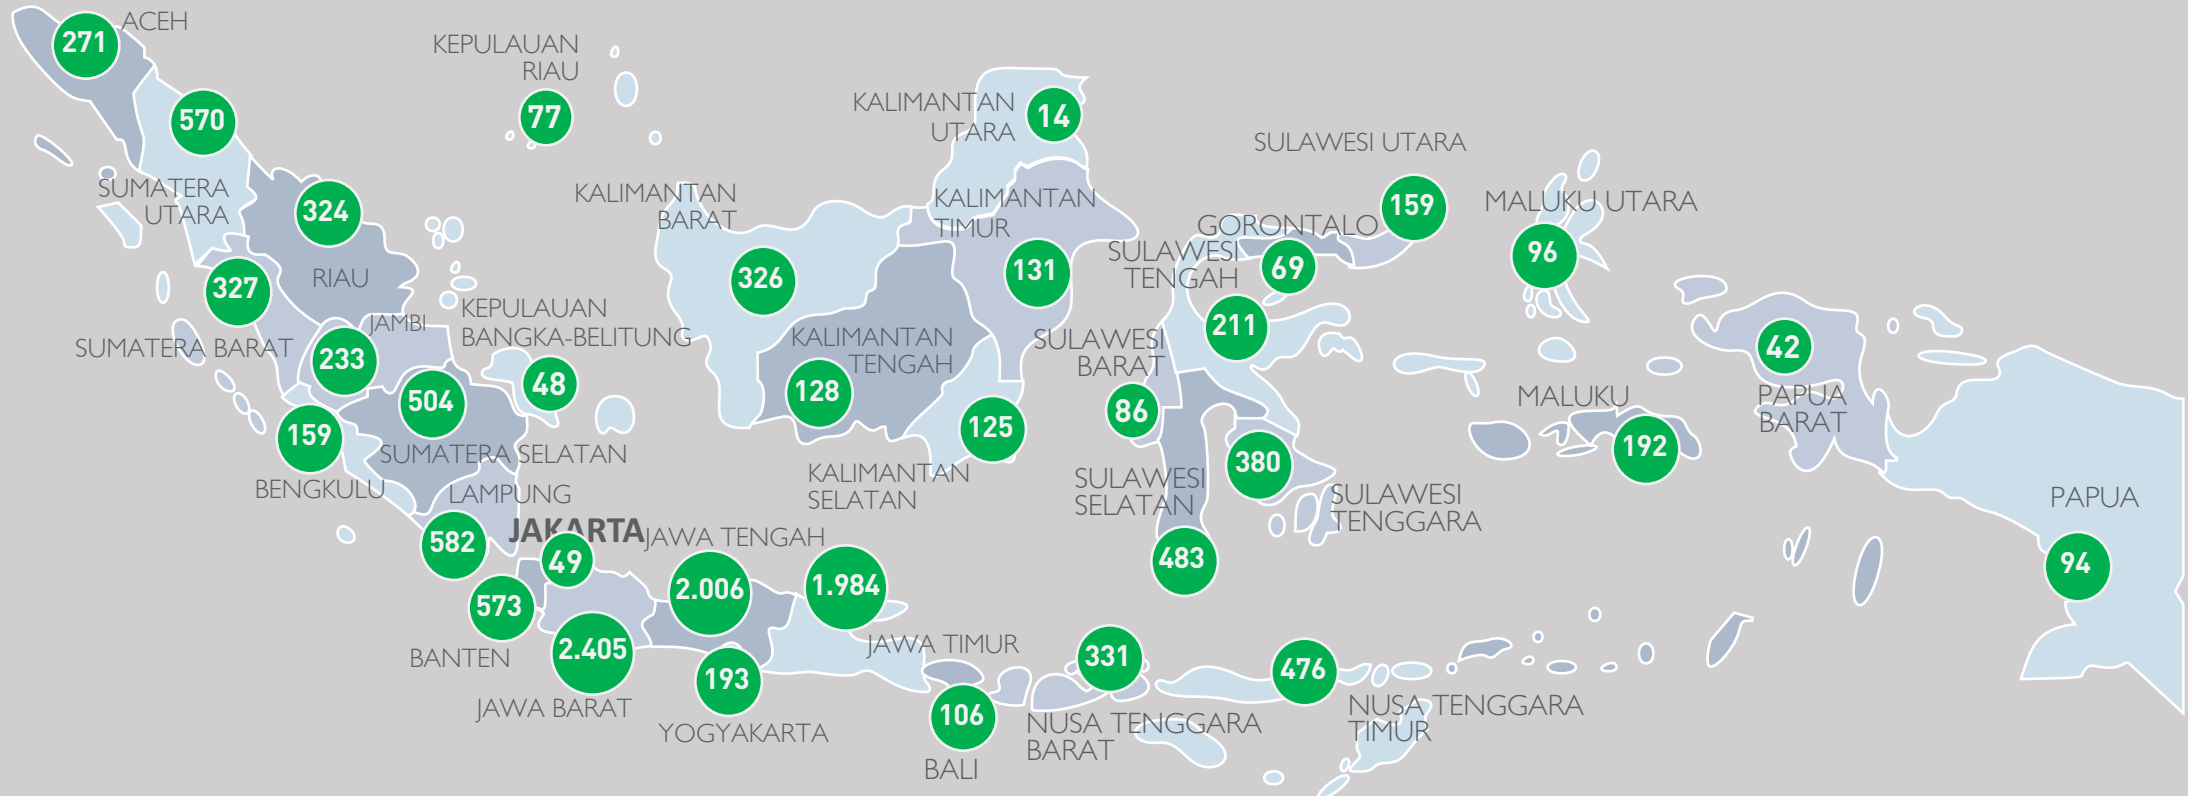 ACEH
271
570
SUMATERA
UTARA
324
RIAU
327
SUMATERA BARAT
JAMBI
233
504
SUMATERA SELATAN
159
BENGKULU
LAMPUNG
582
KEPULAUAN
RIAU
77
KEPULAUAN
BANGKA-BELITUNG
48
JAKARTA
49
573
BANTEN
2.405
JAWA BARAT
JAWA TENGAH
2.006
193
YOGYAKARTA
1.984
JAWA TIMUR
106
BALI
331
NUSA TENGGARA
BARAT
476
NUSA TENGGARA
TIMUR
KALIMANTAN
BARAT
326
KALIMANTAN
TENGAH
128
KALIMANTAN
SELATAN
125
KALIMANTAN
TIMUR
131
KALIMANTAN
UTARA
14
SULAWESI UTARA
159
GORONTALO
69
SULAWESI
TENGAH
211
SULAWESI
BARAT
86
SULAWESI
SELATAN
483
380
SULAWESI
TENGGARA
MALUKU UTARA
96
MALUKU
192
42
PAPUA
BARAT
PAPUA
94